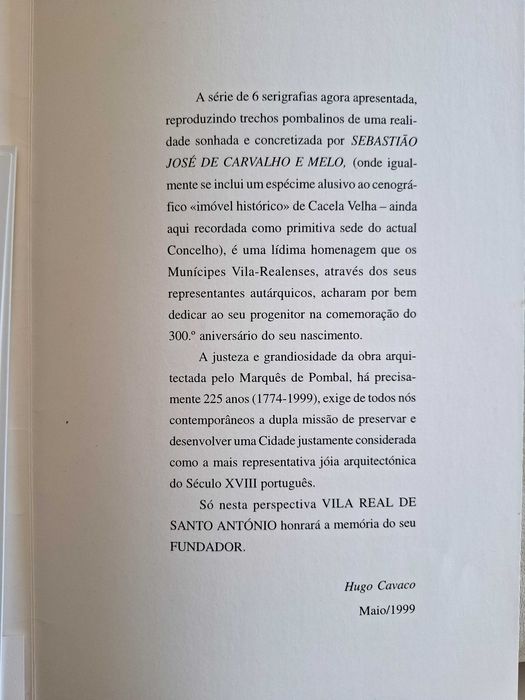 A série de 6 serigrafias agora apresentada,
reproduzindo trechos pombalinos de uma reali-
dade sonhada e concretizada por SEBASTIÃO
JOSÉ DE CARVALHO E MELO, (onde igual-
mente se inclui um espécime alusivo ao cenográ-
fico «imóvel histórico» de Cacela Velha – ainda
aqui recordada como primitiva sede do actual
Concelho), é uma lídima homenagem que os
Munícipes Vila-Realenses, através dos seus
representantes autárquicos, acharam por bem
dedicar ao seu progenitor na comemoração do
300.º aniversário do seu nascimento.
A justeza e grandiosidade da obra arqui-
tectada pelo Marquês de Pombal, há precisa-
mente 225 anos (1774-1999), exige de todos nós
contemporâneos a dupla missão de preservar e
desenvolver uma Cidade justamente considerada
como a mais representativa jóia arquitectónica
do Século XVIII português.
Só nesta perspectiva VILA REAL DE
SANTO ANTÓNIO honrará a memória do seu
FUNDADOR.
Hugo Cavaco
Maio/1999